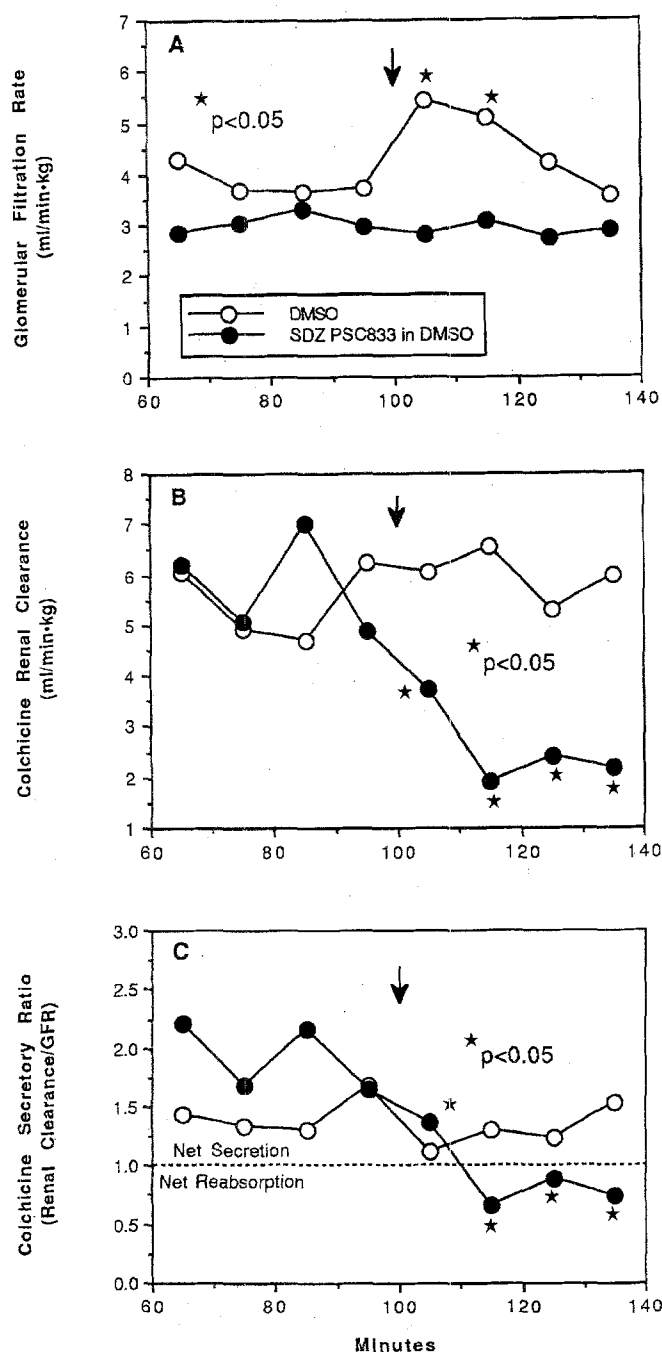 A
★ p<0.05
Glomerular Filtration Rate
(ml/min•kg)
7
6
5
4
3
2
1
0
DMSO
SDZ PSC833 in DMSO
60 80 100 120 140
B
★ p<0.05
Colchicine Renal Clearance
(ml/min•kg)
8
7
6
5
4
3
2
1
60 80 100 120 140
C
★ p<0.05
Colchicine Secretory Ratio
(Renal Clearance/GFR)
3.0
2.5
2.0
1.5
1.0
0.5
0.0
Net Secretion
Net Reabsorption
60 80 100 120 140
Minutes